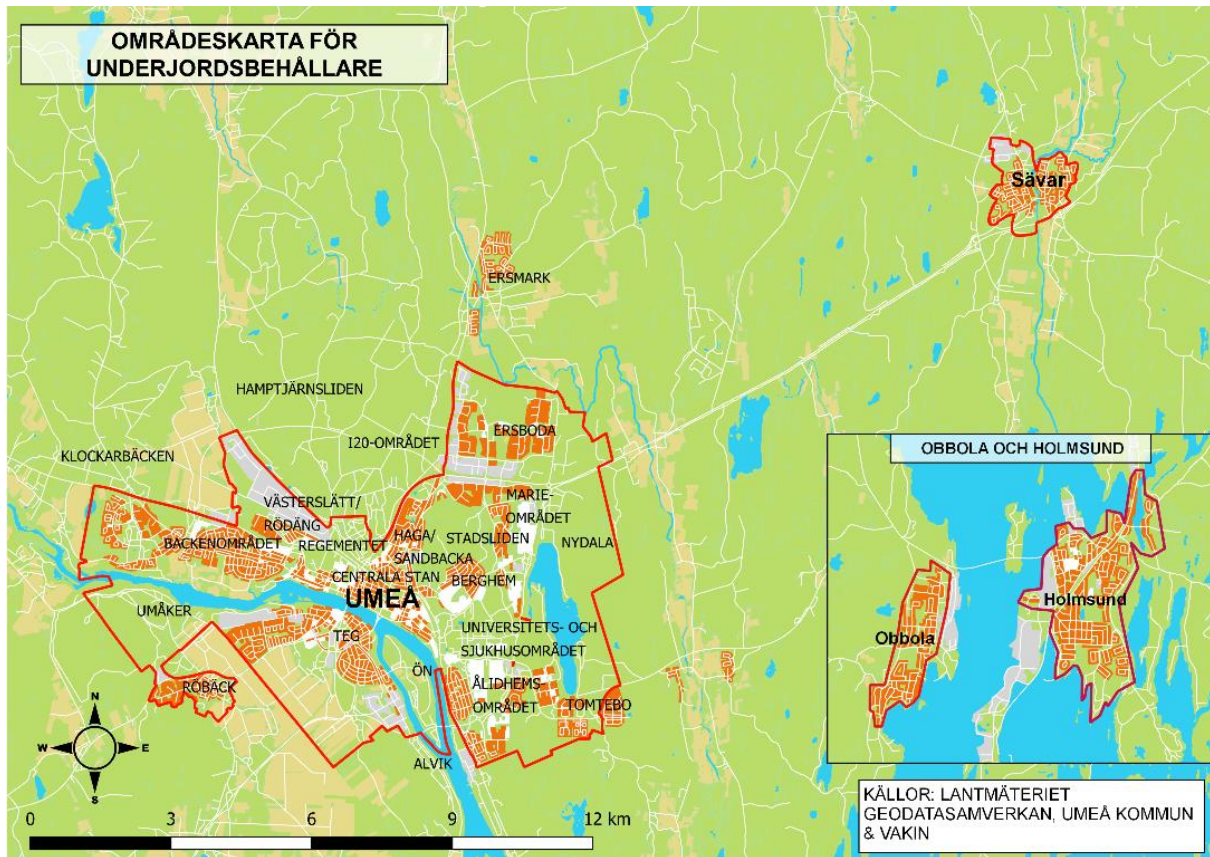 OMRÅDESKARTA FÖR
UNDERJORDSBEHÅLLARE
Sävar
ERSMARK
HAMPTJÄRNSLIDEN
I20-OMRÅDET
ERSBODA
KLOCKARBÄCKEN
VÄSTERSLÄTT/
RÖDÄNG
MARIE-
OMRÅDET
BACKENOMRÅDET
REGEMENTET
HAGA/
SANDBACKA
STADSLIDEN
NYDALA
CENTRALA STAN
BERGHEM
UMEÅ
UMÅKER
TEG
UNIVERSITETS- OCH
SJUKHUSOMRÅDET
ÖN
RÖBÄCK
ÅLIDHEMS-
OMRÅDET
TOMTEBO
ALVIK
N
W E
S
0 3 6 9 12 km
OBBOLA OCH HOLMSUND
Holmsund
Obbola
KÄLLOR: LANTMÄTERIET
GEODATASAMVERKAN, UMEÅ KOMMUN
& VAKIN